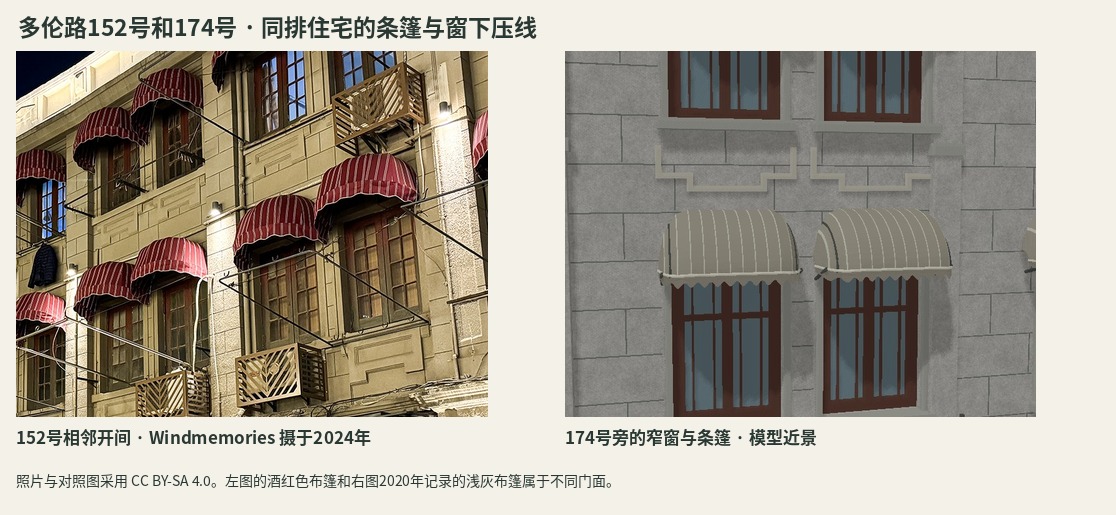 多伦路152号和174号 · 同排住宅的条篷与窗下压线
152号相邻开间 · Windmemories 摄于2024年
174号旁的窄窗与条篷 · 模型近景
照片与对照图采用 CC BY-SA 4.0。左图的酒红色布篷和右图2020年记录的浅灰布篷属于不同门面。